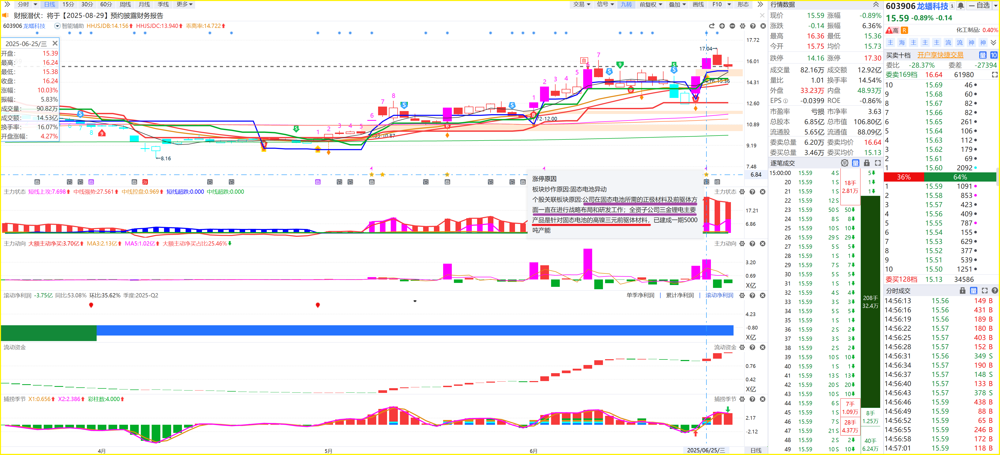 分时 日线 15分 30分 60分 周线 月线 季线 更多 交易 信号 九转 前复权 叠加 画线 F10 形态
财报潜伏：将于【2025-08-29】预约披露财务报告
603906 龙蟠科技 智能辅助 HHJSJDB:14.156 HHJSJDC:13.940 乖离率:14.722
2025-06-25/三
开盘: 15.39
最高: 16.24
最低: 15.38
收盘: 16.24
涨幅: 10.03%
振幅: 5.83%
成交量: 90.82万
成交额: 14.53亿
换手率: 16.07%
开盘涨幅: 4.27%
17.72
16.01
14.31
12.60
10.89
9.19
7.48
6.84
17.04→
←8.16
6 7 8 9
1 2 3 4 5 6 7 8
1 2 3 4 5 6 7 9
72-12.00
涨停原因
板块炒作原因:固态电池异动
个股关联板块原因:公司在固态电池所需的正极材料及前驱体方
面一直在进行战略布局和研发工作；全资子公司三金锂电主要
产品是针对固态电池的高镍三元前驱体材料，已建成一期5000
吨产能
主力状态 短线上攻:7.698 中线强势:27.561 中线控盘:0.969 短线超跌:0.000 中线超跌:0.000 主力状态
17.21
6.86
主力动向 大额主动净买:3.70亿 MA3:2.13亿 MA5:1.02亿 大额主动净买占比:25.46% 主力动向
3.20
0.69
X亿
滚动净利润 -3.75亿 同比:53.08% 环比:35.62% 季度:2025-Q2 单季净利润 | 累计净利润 | 滚动净利润
4.23
-0.80
X亿
流动资金 流动资金
0.76
0.42
X亿
捕捞季节 X1:0.656 X2:2.386 彩柱数:4.000 捕捞季节
2.17
-2.12
4月 5月 6月 2025/06/25/三 日线
行情数据
现价 15.59 涨幅 -0.89%
涨跌 -0.14 振幅 6.36%
最高 16.36 最低 15.36
今开 15.75 均价 15.73
跌停 14.16 涨停 17.30
成交量 82.16万 成交额 12.92亿
量比 1.01 换手率 14.54%
外盘 33.23万 内盘 48.93万
EPS① -0.0399 ROE -0.86%
市盈率 亏损 市净率 3.63
总股本 6.85亿 总市值 106.80亿
流通股 5.65亿 流通值 88.09亿
委卖总量 6.20万 委卖均价 16.64
委买总量 3.46万 委买均价 15.13
逐笔成交
15:00:00 15.59 4 S 5
20 15.59 1 S 1
21 15.59 1 S 1
22 15.59 12 S
23 15.59 50 S 50
24 15.59 8 S 8
25 15.59 10 S 10
26 15.59 29 S 29
27 15.59 5 S 5
28 15.59 1 S 1
29 15.59 7 S 7
30 15.59 5 S 5
31 15.59 1 S 1
32 15.59 4 S 4
33 15.59 3 S 3
34 15.59 5 S 5
35 15.59 1 S 1
36 15.59 2 S 2
37 15.59 3 S 3
38 15.59 2 S 2
39 15.59 10 S 10
40 15.59 1 S 1
41 15.59 13 S 13
42 15.59 20 S 20
43 15.59 10 S 10
44 15.59 6 S
45 15.59 1 S
46 15.59 7 S
47 15.59 21 S
48 15.59 2 S 2
49 15.59 10 S 10
18手
2.81万
208手
32.4万
7手
1.09万
28手
4.37万
8手
1.25万
40手
6.24万
603906 龙蟠科技 自选
15.59 -0.89% -0.14
高 R 化工制品: 0.40%
主 海 主 主 主 流 流 神 神
买卖十档 开户享快捷交易 量 10
委比 -28.37% 委差 -27394
委卖169档 16.64 61980
10 15.69 46
9 15.68 60
8 15.67 82
7 15.66 82
6 15.65 261
5 15.64 106
4 15.63 112
3 15.62 179
2 15.61 69
1 15.60 2092
36% 64%
1 15.59 1091
2 15.58 853
3 15.57 423
4 15.56 409
5 15.55 787
6 15.54 155
7 15.53 629
8 15.52 377
9 15.51 539
10 15.50 1251
委买128档 15.13 34586
分时成交
14:56:13 15.56 149 B
14:56:16 15.56 431 B
14:56:19 15.56 189 B
14:56:22 15.57 180 B
14:56:25 15.57 403 B
14:56:28 15.57 152 B
14:56:31 15.56 349 S
14:56:34 15.57 190 B
14:56:37 15.57 148 S
14:56:40 15.57 133 B
14:56:43 15.57 378 S
14:56:46 15.59 438 B
14:56:49 15.59 88 B
14:56:52 15.59 65 B
14:56:55 15.59 246 B
14:56:58 15.59 172 B
14:57:01 15.59 118 B